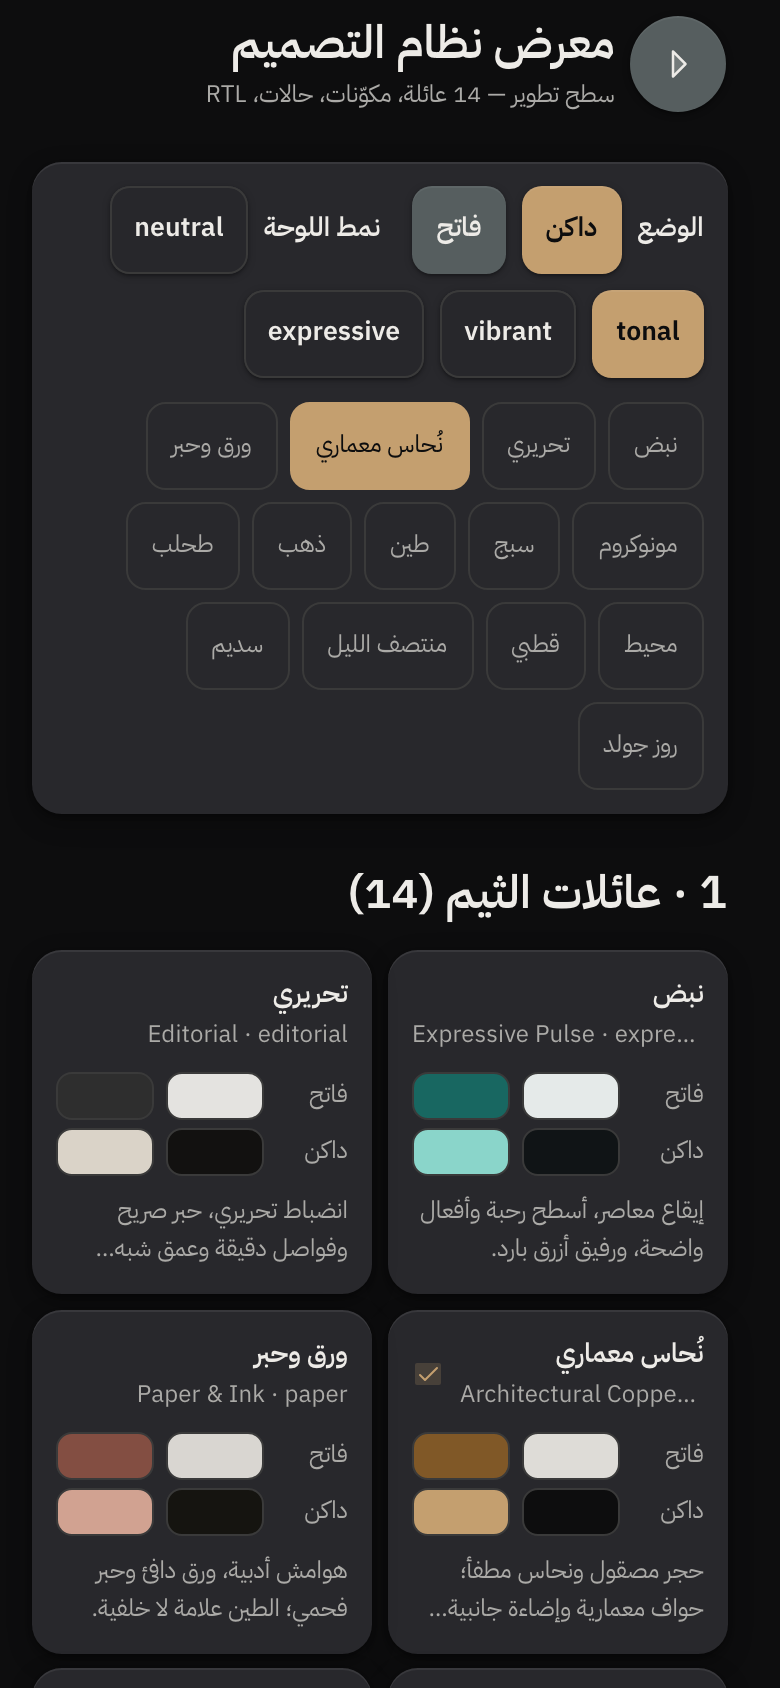 معرض نظام التصميم
سطح تطوير — 14 عائلة، مكوّنات، حالات، RTL
الوضع داكن فاتح نمط اللوحة neutral
tonal vibrant expressive
نبض تحريري نُحاس معماري ورق وحبر
مونوكروم سبج طين ذهب طحلب
محيط قطبي منتصف الليل سديم
روز جولد
1 · عائلات الثيم (14)
نبض
Expressive Pulse · expre...
فاتح
داكن
إيقاع معاصر، أسطح رحبة وأفعال
واضحة، ورفيق أزرق بارد.
تحريري
Editorial · editorial
فاتح
داكن
انضباط تحريري، حبر صريح
وفواصل دقيقة وعمق شبه...
نُحاس معماري
Architectural Coppe...
فاتح
داكن
حجر مصقول ونحاس مطفأ؛
حواف معمارية وإضاءة جانبية...
ورق وحبر
Paper & Ink · paper
فاتح
داكن
هوامش أدبية، ورق دافئ وحبر
فحمي؛ الطين علامة لا خلفية.